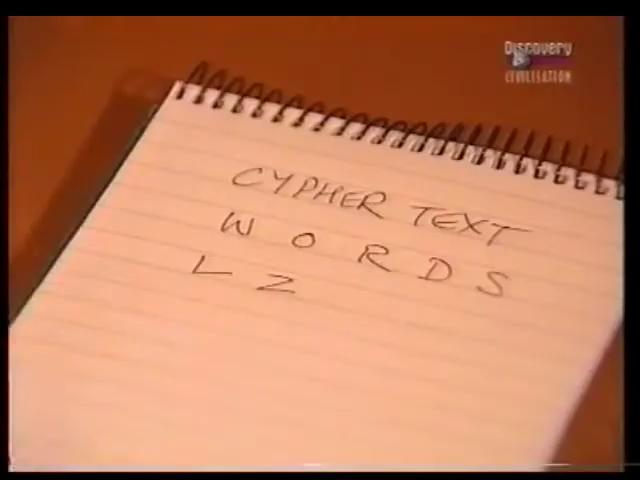 Discovery
CIVILISATION
CYPHER TEXT
W O R D S
L Z